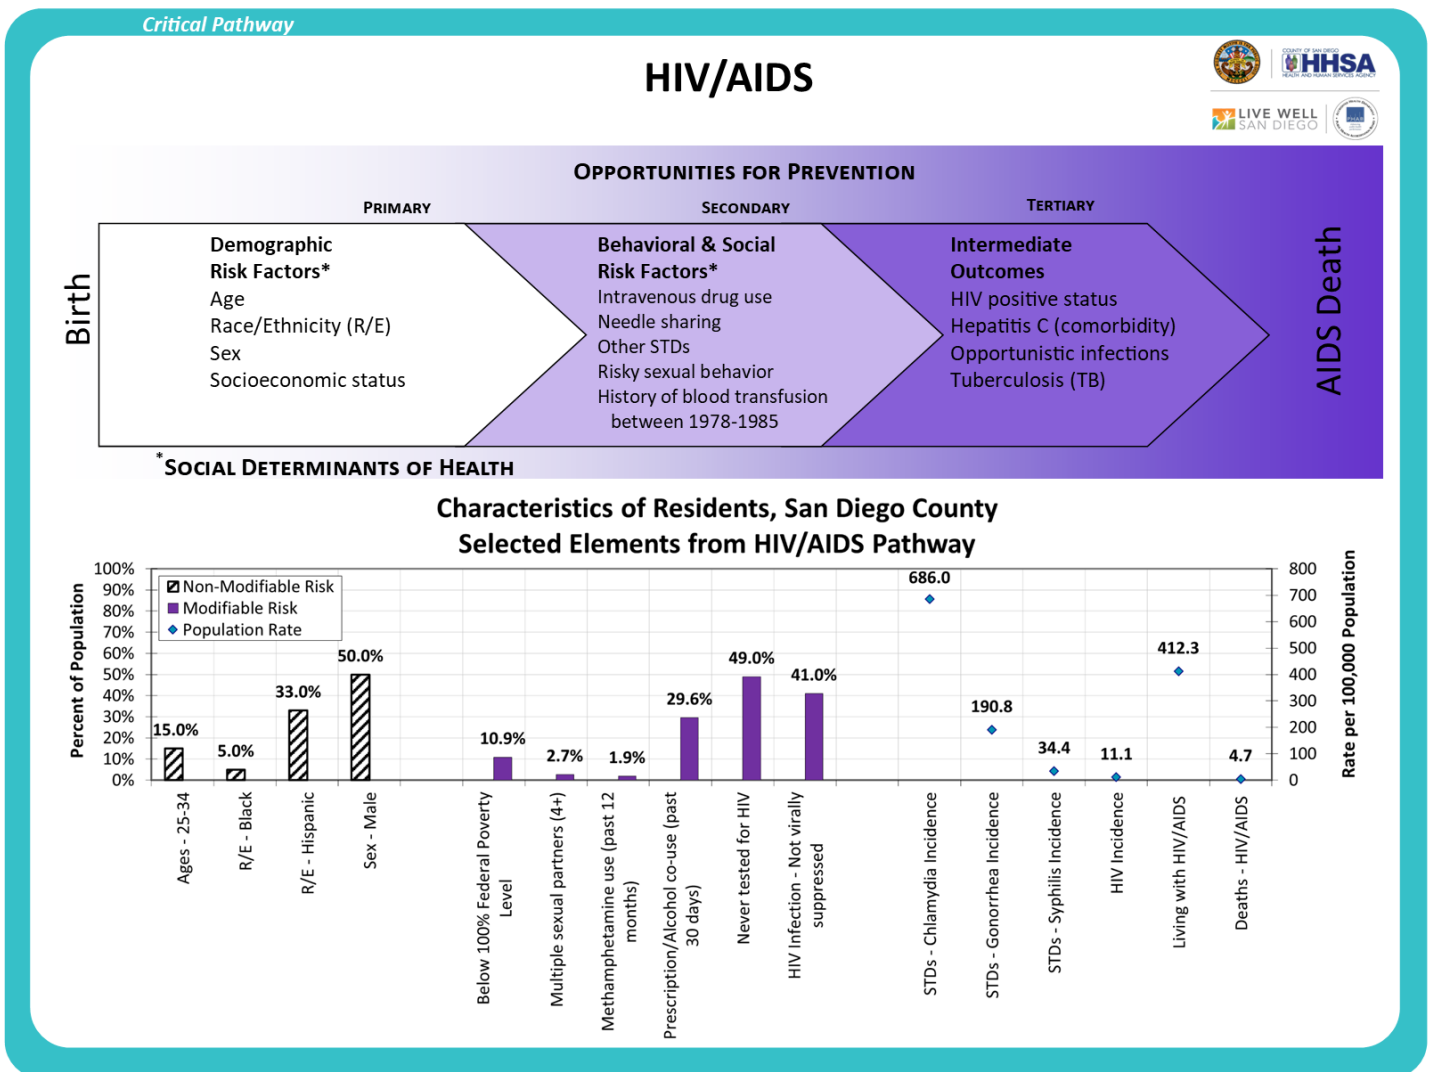 Critical Pathway
HIV/AIDS
COUNTY OF SAN DIEGO
HHSA
HEALTH AND HUMAN SERVICES AGENCY
LIVE WELL
SAN DIEGO
OPPORTUNITIES FOR PREVENTION
PRIMARY
SECONDARY
TERTIARY
Birth
Demographic
Risk Factors*
Age
Race/Ethnicity (R/E)
Sex
Socioeconomic status
Behavioral & Social
Risk Factors*
Intravenous drug use
Needle sharing
Other STDs
Risky sexual behavior
History of blood transfusion
between 1978-1985
Intermediate
Outcomes
HIV positive status
Hepatitis C (comorbidity)
Opportunistic infections
Tuberculosis (TB)
AIDS Death
*SOCIAL DETERMINANTS OF HEALTH
Characteristics of Residents, San Diego County
Selected Elements from HIV/AIDS Pathway
Percent of Population
100%
90%
80%
70%
60%
50%
40%
30%
20%
10%
0%
Non-Modifiable Risk
Modifiable Risk
Population Rate
15.0%
5.0%
33.0%
50.0%
10.9%
2.7%
1.9%
29.6%
49.0%
41.0%
686.0
190.8
34.4
11.1
412.3
4.7
800
700
600
500
400
300
200
100
0
Rate per 100,000 Population
Ages - 25-34
R/E - Black
R/E - Hispanic
Sex - Male
Below 100% Federal Poverty
Level
Multiple sexual partners (4+)
Methamphetamine use (past 12
months)
Prescription/Alcohol co-use (past
30 days)
Never tested for HIV
HIV Infection - Not virally
suppressed
STDs - Chlamydia Incidence
STDs - Gonorrhea Incidence
STDs - Syphilis Incidence
HIV Incidence
Living with HIV/AIDS
Deaths - HIV/AIDS